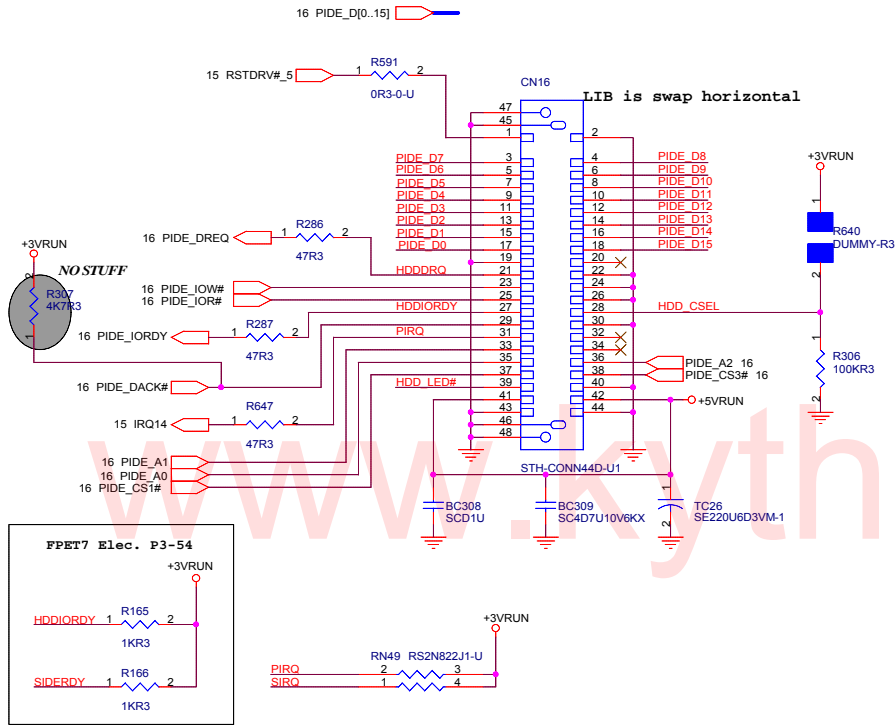 16 PIDE_D[0..15]
15 RSTDRV#_5
1 R591 2
0R3-0-U
CN16
LIB is swap horizontal
47
45
1 2
PIDE_D7 3 4 PIDE_D8
PIDE_D6 5 6 PIDE_D9
PIDE_D5 7 8 PIDE_D10
PIDE_D4 9 10 PIDE_D11
PIDE_D3 11 12 PIDE_D12
PIDE_D2 13 14 PIDE_D13
PIDE_D1 15 16 PIDE_D14
PIDE_D0 17 18 PIDE_D15
19 20
HDDDRQ 21 22
23 24
25 26
HDDIORDY 27 28 HDD_CSEL
29 30
PIRQ 31 32
33 34
35 36 PIDE_A2 16
37 38 PIDE_CS3# 16
HDD_LED# 39 40
41 42 +5VRUN
43 44
46
48
STH-CONN44D-U1
16 PIDE_DREQ 1 R286 2
47R3
+3VRUN
NO STUFF
2
R307
4K7R3
1
16 PIDE_IOW#
16 PIDE_IOR#
16 PIDE_IORDY 1 R287 2
47R3
16 PIDE_DACK#
15 IRQ14 1 R647 2
47R3
16 PIDE_A1
16 PIDE_A0
16 PIDE_CS1#
+3VRUN
1
R640
DUMMY-R3
2
1
R306
100KR3
2
BC308
SCD1U
BC309
SC4D7U10V6KX
1
TC26
SE220U6D3VM-1
2
www.kyth
FPET7 Elec. P3-54
+3VRUN
HDDIORDY 1 R165 2
1KR3
SIDERDY 1 R166 2
1KR3
+3VRUN
RN49 RS2N822J1-U
PIRQ 2 3
SIRQ 1 4